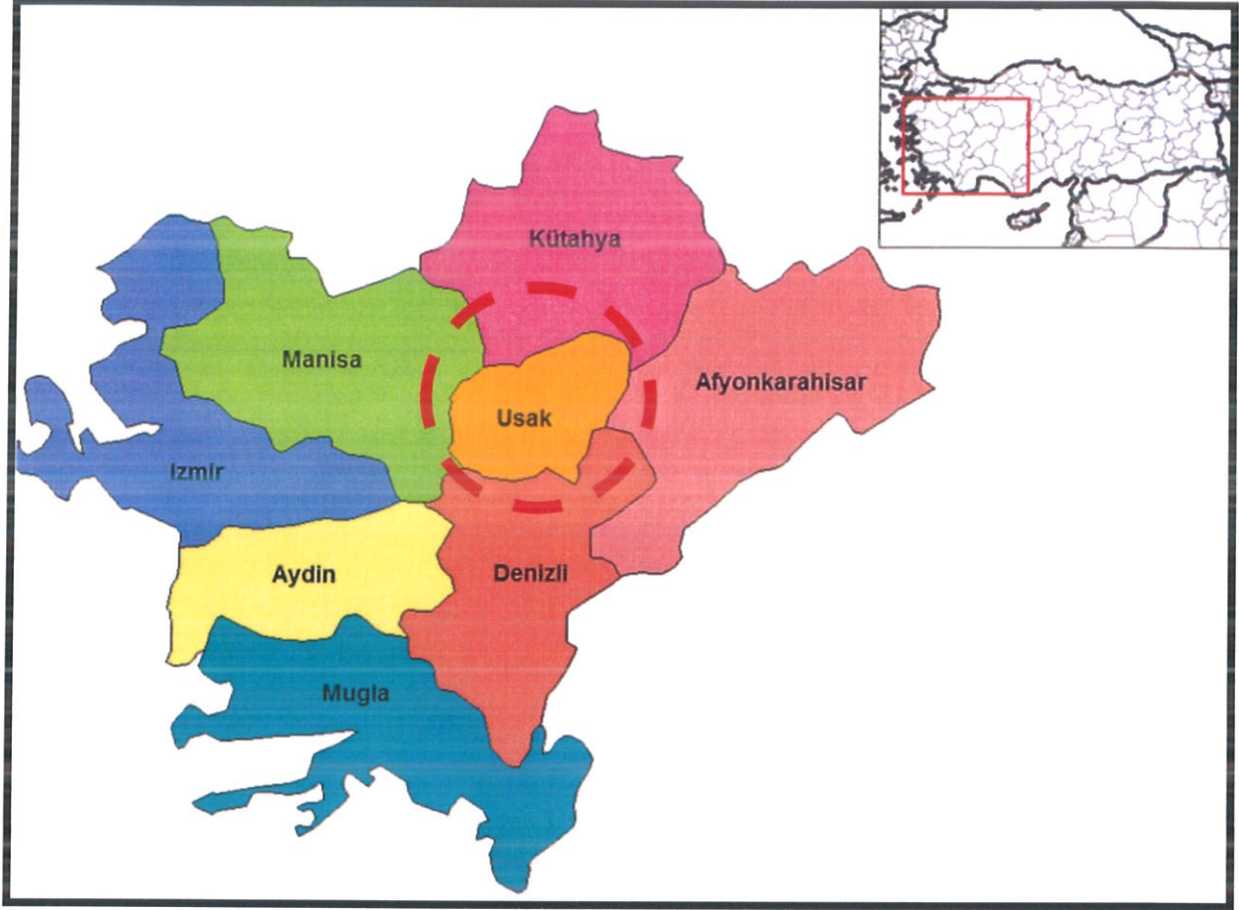 Kütahya
Manisa
Afyonkarahisar
Usak
Izmir
Aydin
Denizli
Mugla